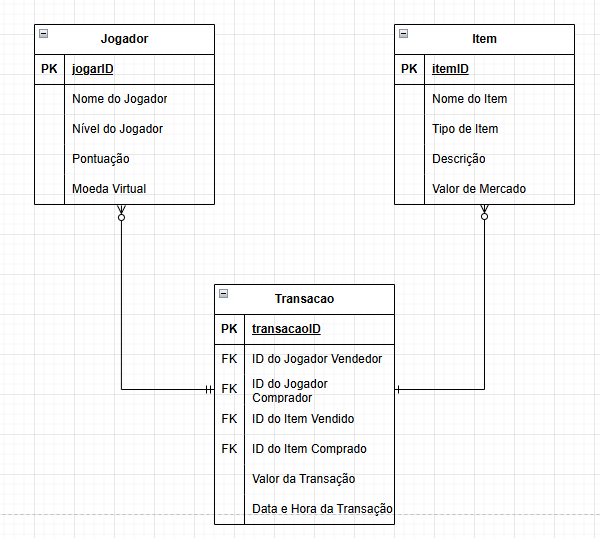 Jogador
PK jogarID
Nome do Jogador
Nível do Jogador
Pontuação
Moeda Virtual
Item
PK itemID
Nome do Item
Tipo de Item
Descrição
Valor de Mercado
Transacao
PK transacaoID
FK ID do Jogador Vendedor
FK ID do Jogador
Comprador
FK ID do Item Vendido
FK ID do Item Comprado
Valor da Transação
Data e Hora da Transação